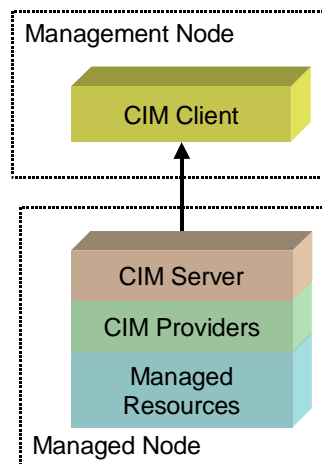 Management Node
CIM Client
CIM Server
CIM Providers
Managed
Resources
Managed Node